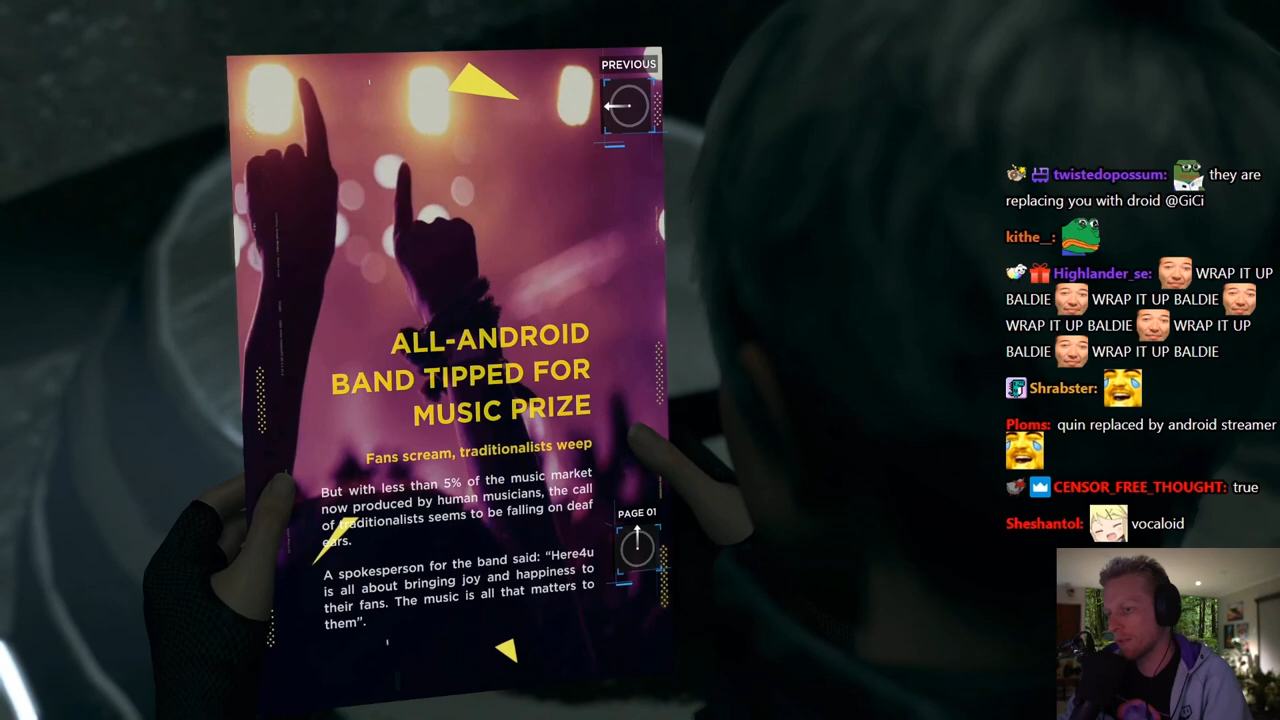 PREVIOUS
ALL-ANDROID
BAND TIPPED FOR
MUSIC PRIZE
Fans scream, traditionalists weep
But with less than 5% of the music market
now produced by human musicians, the call
of traditionalists seems to be falling on deaf
ears.
A spokesperson for the band said: “Here4u
is all about bringing joy and happiness to
their fans. The music is all that matters to
them”.
PAGE 01
twistedopossum: they are
replacing you with droid @GiCi
kithe__:
Highlander_se: WRAP IT UP
BALDIE WRAP IT UP BALDIE
WRAP IT UP BALDIE WRAP IT UP
BALDIE WRAP IT UP BALDIE
Shrabster:
Ploms: quin replaced by android streamer
CENSOR_FREE_THOUGHT: true
Sheshantol: vocaloid